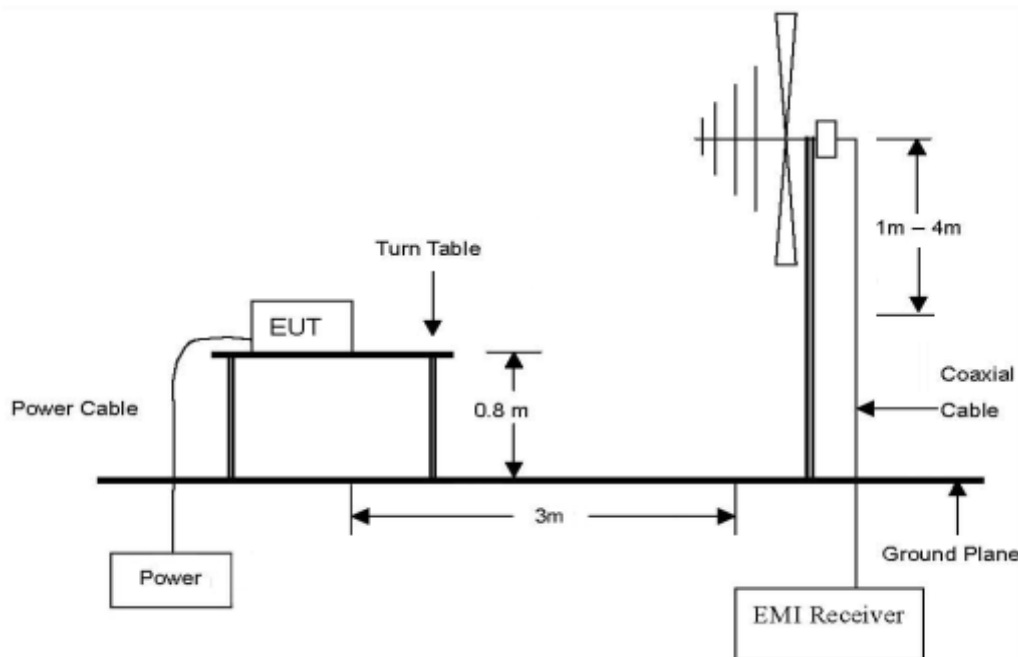 1m – 4m
Turn Table
EUT
Coaxial
Cable
Power Cable
0.8 m
3m
Ground Plane
Power
EMI Receiver